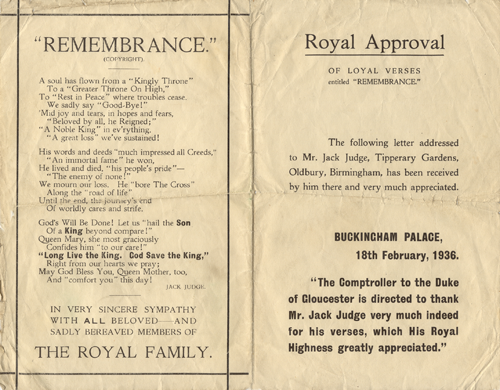 "REMEMBRANCE."
(COPYRIGHT).
A soul has flown from a "Kingly Throne"
To a "Greater Throne On High,"
To "Rest in Peace" where troubles cease.
We sadly say "Good-Bye!"
'Mid joy and tears, in hopes and fears,
"Beloved by all, he Reigned;"
"A Noble King" in ev'rything,
"A great loss" we've sustained!
His words and deeds "much impressed all Creeds,"
"An immortal fame" he won,
He lived and died, "his people's pride"—
"The enemy of none!"
We mourn our loss. He "bore The Cross"
Along the "road of life"
Until the end, the journey's end
Of worldly cares and strife.
God's Will be Done! Let us "hail the Son
Of a King beyond compare!"
Queen Mary, she most graciously
Confides him "to our care!"
"Long Live the King. God Save the King,"
Right from our hearts we pray;
May God Bless You, Queen Mother, too,
And "comfort you" this day!
JACK JUDGE.
IN VERY SINCERE SYMPATHY
WITH ALL BELOVED—AND
SADLY BEREAVED MEMBERS OF
THE ROYAL FAMILY.
Royal Approval
OF LOYAL VERSES
entitled "REMEMBRANCE."
The following letter addressed
to Mr. Jack Judge, Tipperary Gardens,
Oldbury, Birmingham, has been received
by him there and very much appreciated.
BUCKINGHAM PALACE,
18th February, 1936.
"The Comptroller to the Duke
of Gloucester is directed to thank
Mr. Jack Judge very much indeed
for his verses, which His Royal
Highness greatly appreciated."